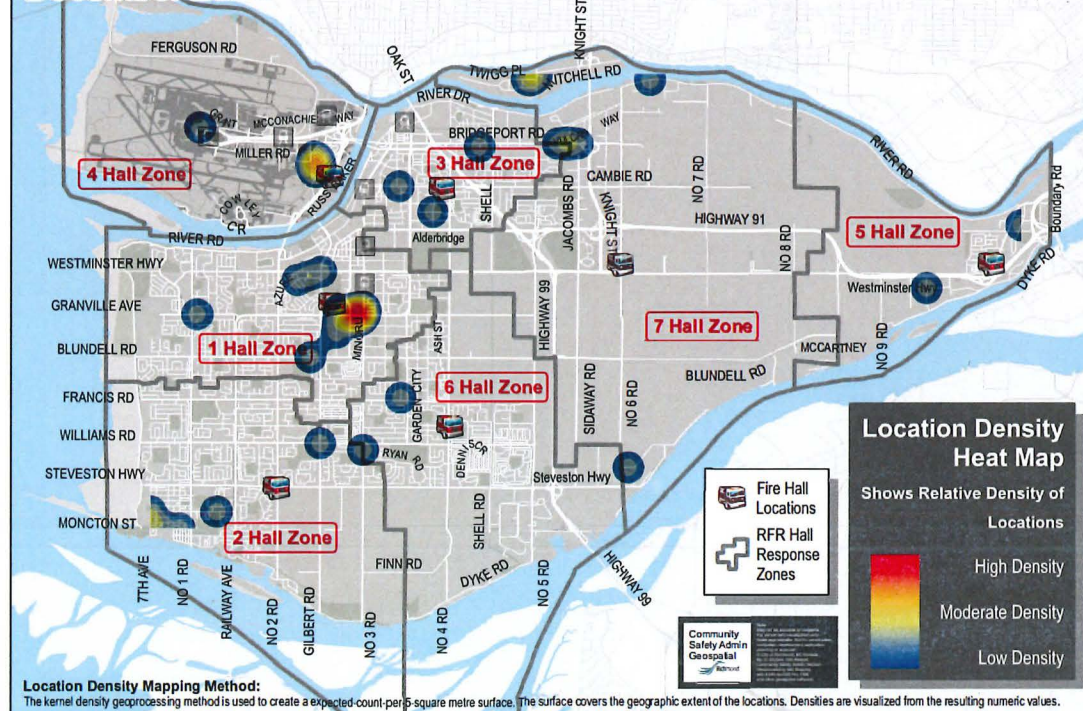 FERGUSON RD
OAK ST
KNIGHT ST
TWIGG PL
MITCHELL RD
RIVER DR
GRANT
MCCONACHIE WAY
BRIDGEPORT RD
WAY
MILLER RD
3 Hall Zone
RIVER RD
4 Hall Zone
RUSS BAKER
CAMBIE RD
NO 7 RD
Boundary Rd
SHELL
JACOMBS RD
KNIGHT ST
COWLEY
CR
HIGHWAY 91
RIVER RD
Alderbridge
NO 8 RD
5 Hall Zone
WESTMINSTER HWY
DYKE RD
Westminster Hwy
GRANVILLE AVE
HIGHWAY 99
MINORU
ASH ST
7 Hall Zone
BLUNDELL RD
1 Hall Zone
MCCARTNEY
NO 9 RD
BLUNDELL RD
6 Hall Zone
FRANCIS RD
GARDEN CITY
SIDAWAY RD
NO 6 RD
WILLIAMS RD
RYAN RD
DENNIS CR
STEVESTON HWY
Steveston Hwy
MONCTON ST
2 Hall Zone
SHELL RD
FINN RD
DYKE RD
HIGHWAY 99
7TH AVE
NO 1 RD
RAILWAY AVE
NO 2 RD
GILBERT RD
NO 3 RD
NO 4 RD
NO 5 RD
Fire Hall
Locations
RFR Hall
Response
Zones
Location Density
Heat Map
Shows Relative Density of
Locations
High Density
Moderate Density
Low Density
Community
Safety Admin
Geospatial
Richmond
Location Density Mapping Method:
The kernel density geoprocessing method is used to create a expected-count-per-5-square metre surface. The surface covers the geographic extent of the locations. Densities are visualized from the resulting numeric values.